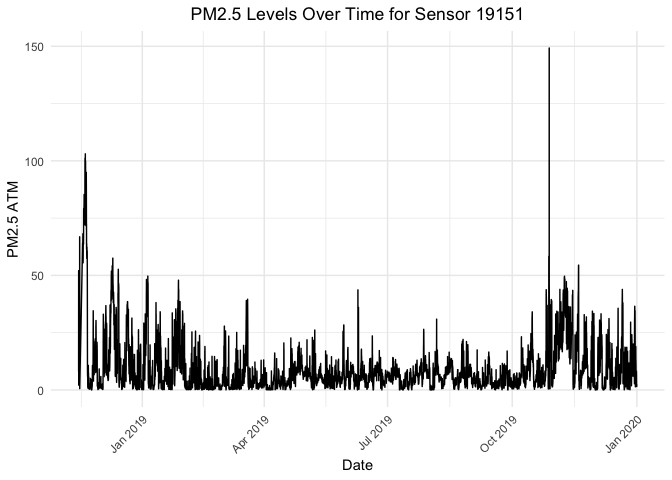 PM2.5 Levels Over Time for Sensor 19151
150
100
50
0
PM2.5 ATM
Jan 2019
Apr 2019
Jul 2019
Oct 2019
Jan 2020
Date